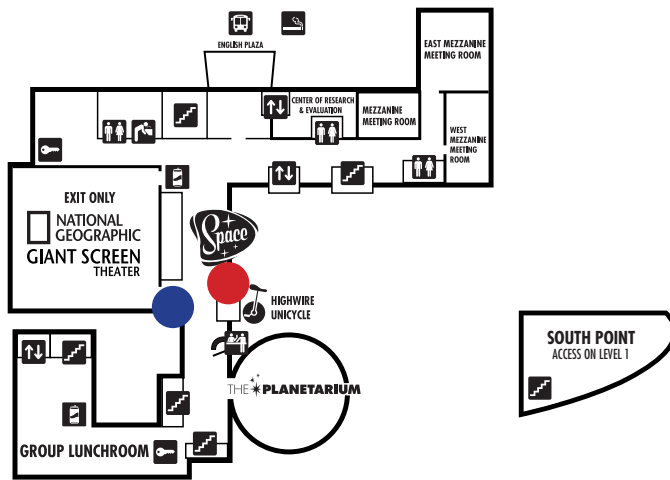 ENGLISH PLAZA
EAST MEZZANINE
MEETING ROOM
CENTER OF RESEARCH
& EVALUATION
MEZZANINE
MEETING ROOM
WEST
MEZZANINE
MEETING
ROOM
EXIT ONLY
NATIONAL
GEOGRAPHIC
GIANT SCREEN
THEATER
Space
HIGHWIRE
UNICYCLE
SOUTH POINT
ACCESS ON LEVEL 1
THE PLANETARIUM
GROUP LUNCHROOM